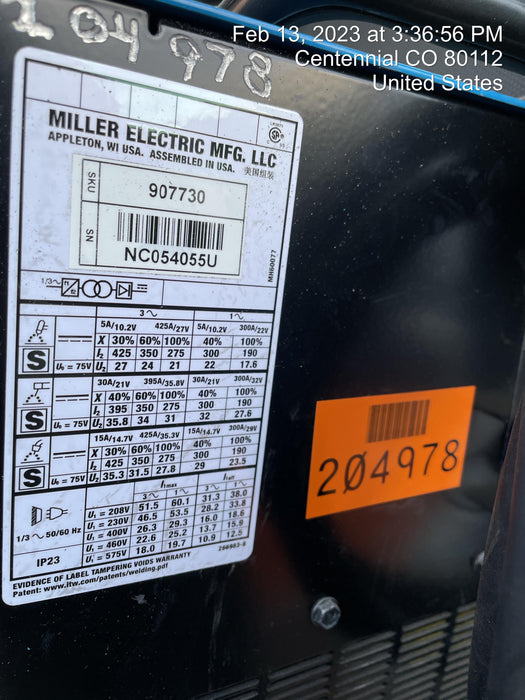 Feb 13, 2023 at 3:36:56 PM
Centennial CO 80112
United States
204978
MILLER ELECTRIC MFG. LLC
APPLETON, WI USA. ASSEMBLED IN USA. 美国组装
SKU 907730
SN NC054055U
MH60077
1/3~ f1 f2
3~ 1~
5A/10.2V 425A/27V 5A/10.2V 300A/22V
X 30% 60% 100% 40% 100%
I₂ 425 350 275 300 190
S U₀ = 75V U₂ 27 24 21 22 17.6
30A/21V 395A/35.8V 30A/21V 300A/32V
X 40% 60% 100% 40% 100%
I₂ 395 350 275 300 190
S U₀ = 75V U₂ 35.8 34 31 32 27.6
15A/14.7V 425A/35.3V 15A/14.7V 300A/29V
X 30% 60% 100% 40% 100%
I₂ 425 350 275 300 190
S U₀ = 75V U₂ 35.3 31.5 27.8 29 23.5
I1max I1eff
3~ 1~ 3~ 1~
U₁ = 208V 51.5 60.1 31.3 38.0
U₁ = 230V 46.5 53.5 28.2 33.8
1/3 ~ 50/60 Hz U₁ = 400V 26.3 29.3 16.0 18.6
U₁ = 460V 22.6 25.2 13.7 15.9
IP23 U₁ = 575V 18.0 19.7 10.9 12.5
EVIDENCE OF LABEL TAMPERING VOIDS WARRANTY
Patent: www.itw.com/patents/welding.pdf
204978